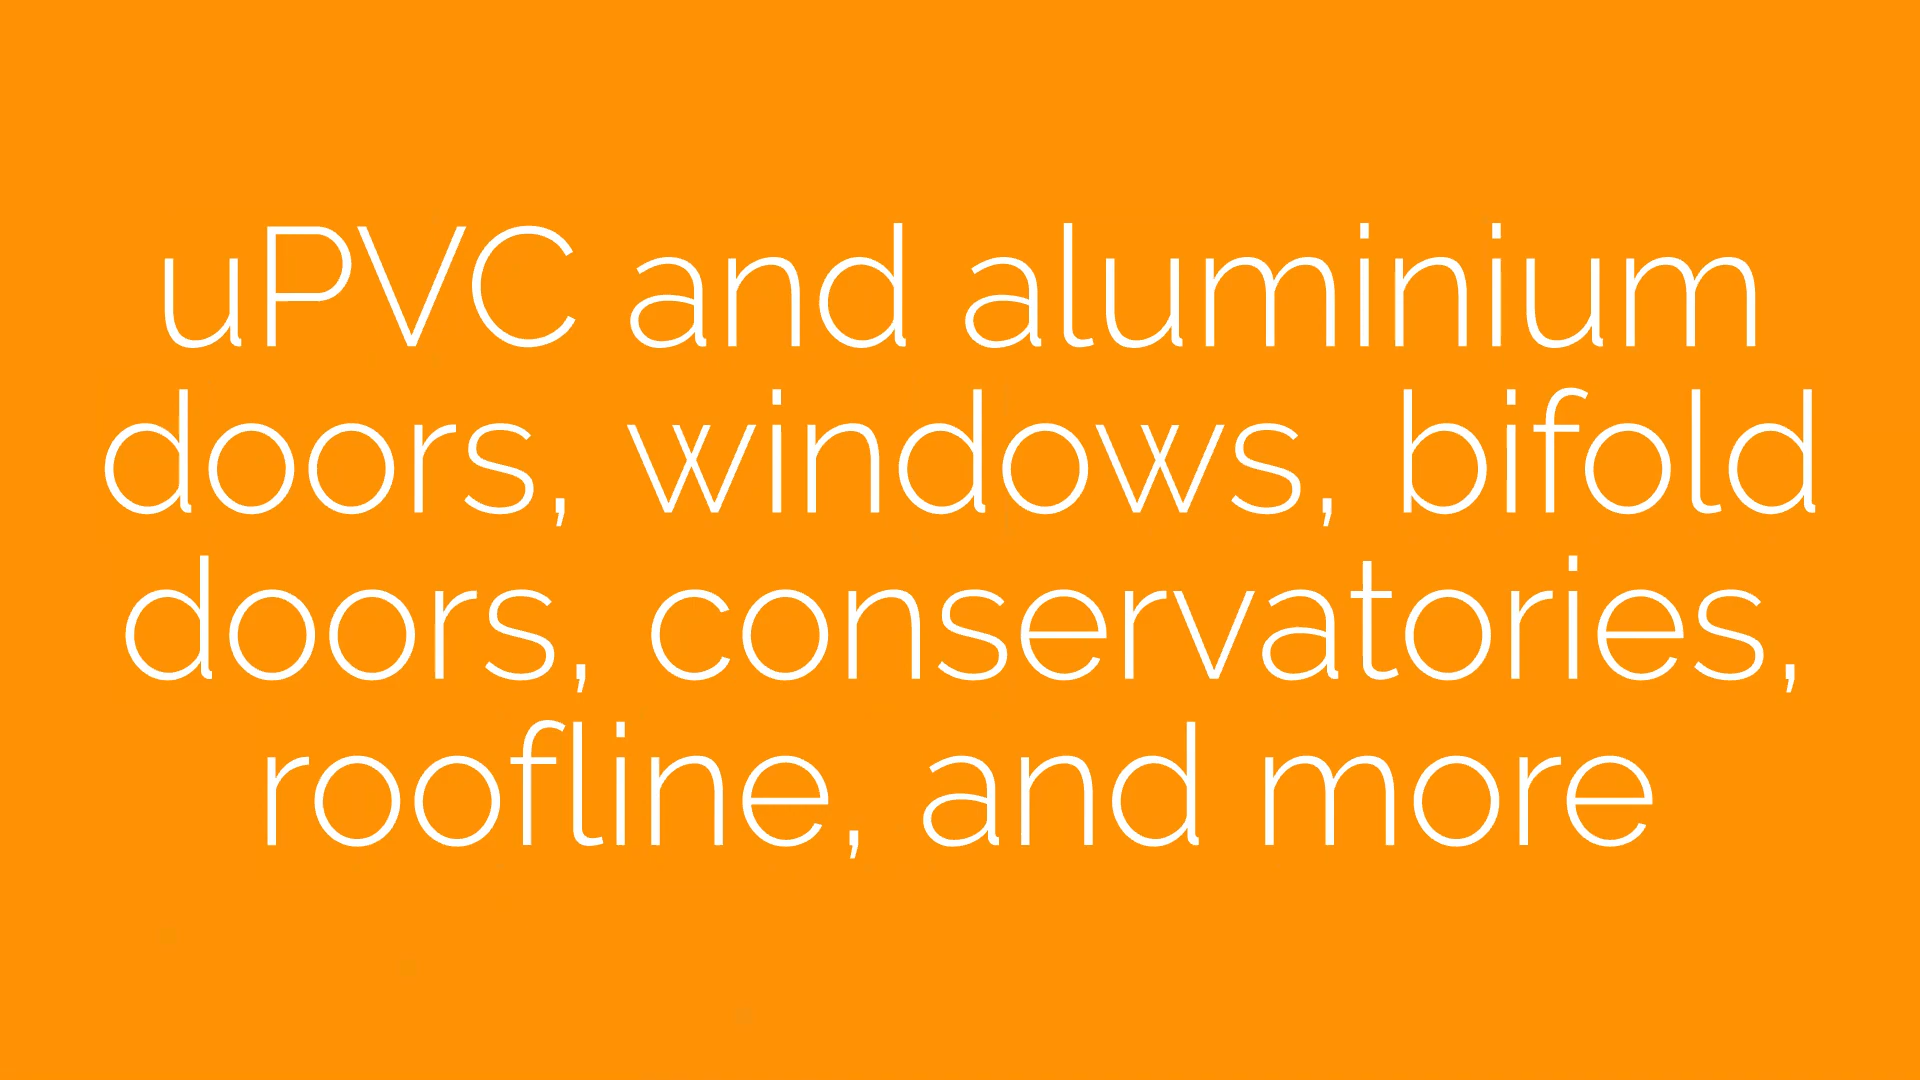 uPVC and aluminium
doors, windows, bifold
doors, conservatories,
roofline, and more